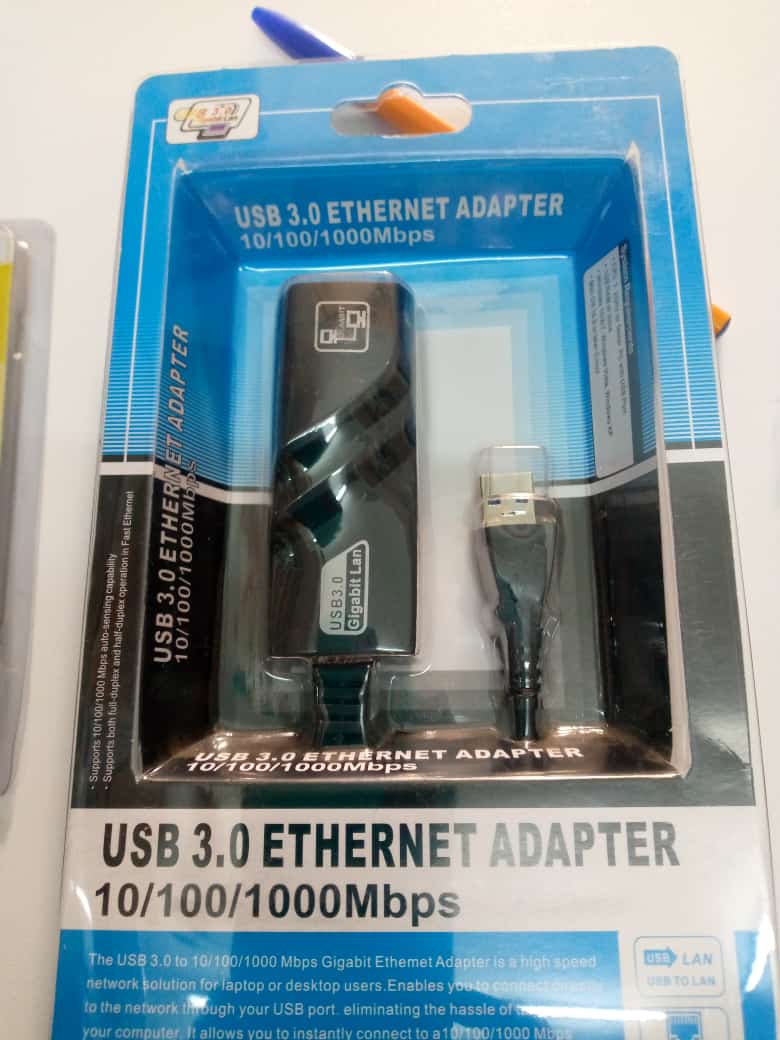 USB 3.0 ETHERNET ADAPTER
10/100/1000Mbps
System Requirements
USB 3.0 ETHERNET ADAPTER
10/100/1000Mbps
· Supports 10/100/1000 Mbps auto-sensing capability
· Supports both full-duplex and half-duplex operation in Fast Ethernet
USB3.0
Gigabit Lan
USB 3.0 ETHERNET ADAPTER
10/100/1000Mbps
USB 3.0 ETHERNET ADAPTER
10/100/1000Mbps
The USB 3.0 to 10/100/1000 Mbps Gigabit Ethernet Adapter is a high speed
network solution for laptop or desktop users.Enables you to connect
to the network through your USB port. eliminating the hassle of
your computer. It allows you to instantly connect to a10/100/1000 Mbps
USB LAN
USB TO LAN